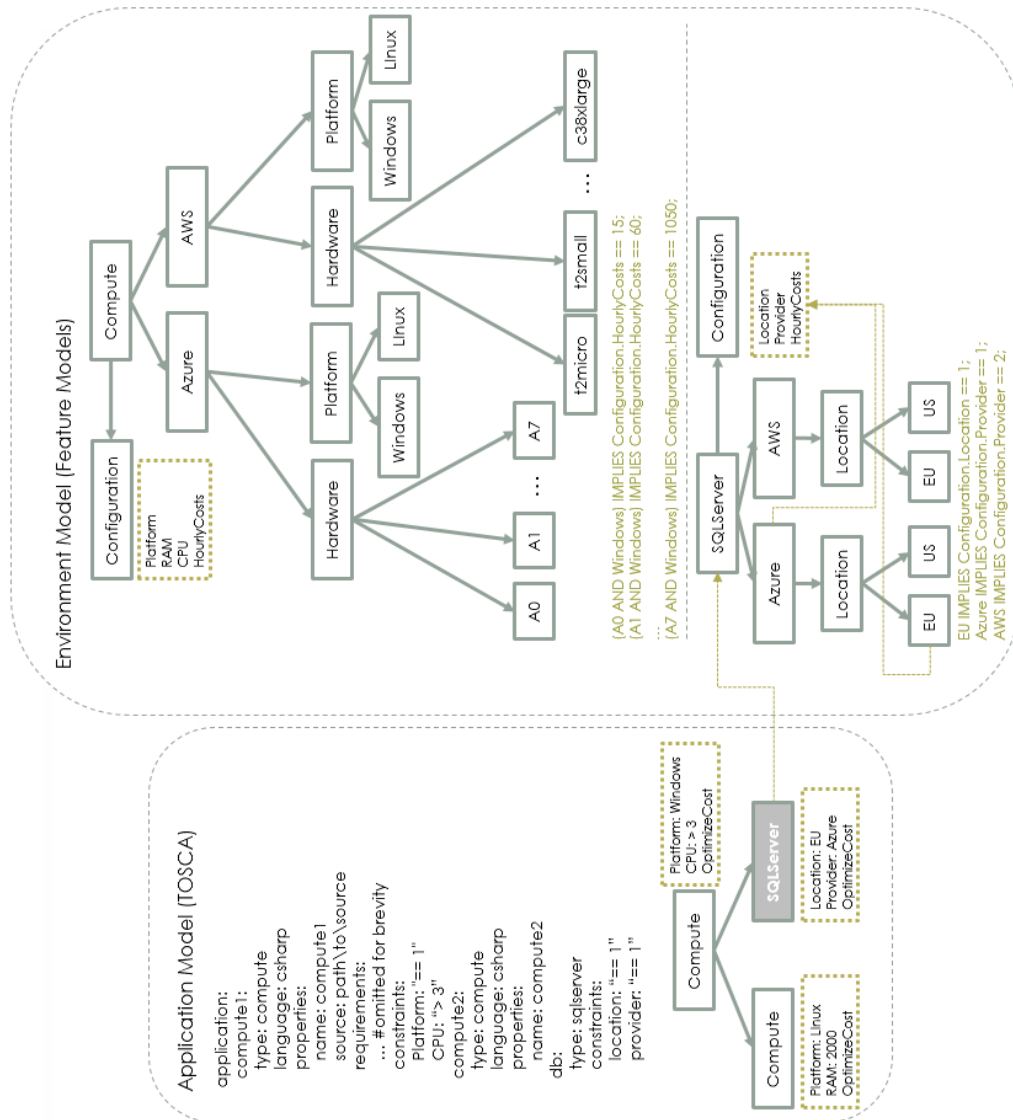 Application Model (TOSCA)
application:
compute1:
type: compute
language: csharp
properties:
name: compute1
source: path\to\source
requirements:
... #omitted for brevity
constraints:
Platform: "== 1"
CPU: "> 3"
compute2:
type: compute
language: csharp
properties:
name: compute2
db:
type: sqlserver
constraints:
location: "== 1"
provider: "== 1"
Compute
Platform: Windows
CPU: > 3
OptimizeCost
Compute
SQLServer
Platform: Linux
RAM: 2000
OptimizeCost
Location: EU
Provider: Azure
OptimizeCost
Environment Model (Feature Models)
Configuration
Compute
Platform
RAM
CPU
HourlyCosts
Azure
AWS
Hardware
Platform
Hardware
Platform
Windows
Linux
Windows
Linux
A0
A1
...
A7
t2micro
t2small
...
c38xlarge
(A0 AND Windows) IMPLIES Configuration.HourlyCosts == 15;
(A1 AND Windows) IMPLIES Configuration.HourlyCosts == 60;
...
(A7 AND Windows) IMPLIES Configuration.HourlyCosts == 1050;
SQLServer
Configuration
Azure
AWS
Location
Provider
HourlyCosts
Location
Location
EU
US
EU
US
EU IMPLIES Configuration.Location == 1;
Azure IMPLIES Configuration.Provider == 1;
AWS IMPLIES Configuration.Provider == 2;